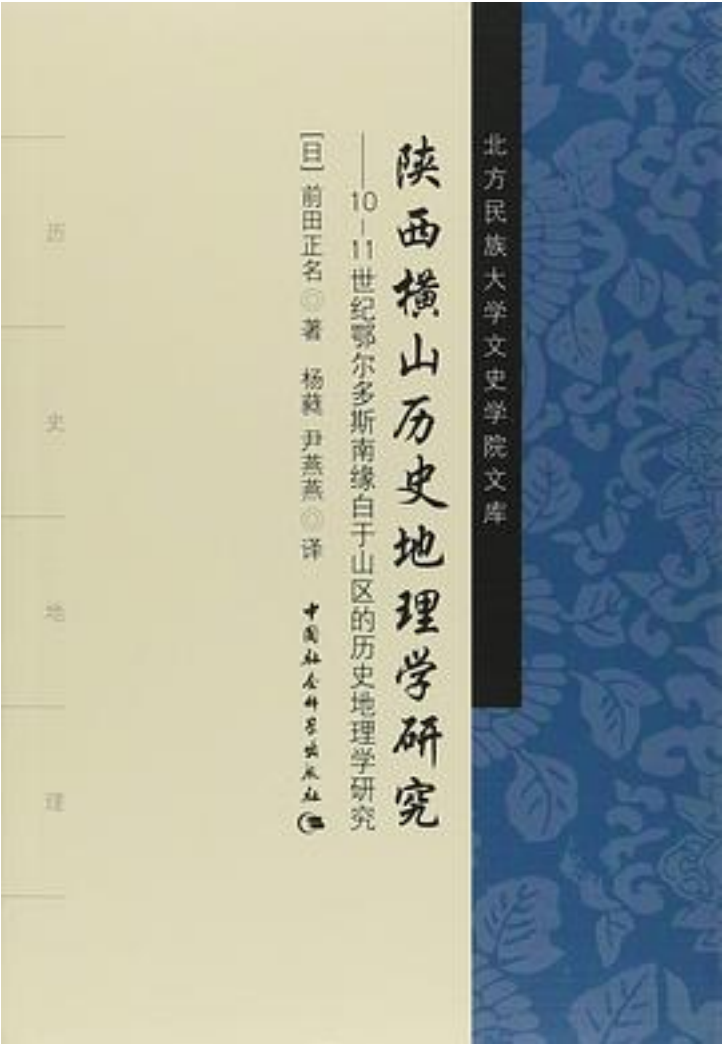 北方民族大学文史学院文库
陕西横山历史地理学研究
——10-11世纪鄂尔多斯南缘白于山区的历史地理学研究
[日] 前田正名◎著 杨蕤 尹燕燕◎译 中国社会科学出版社
历史地理